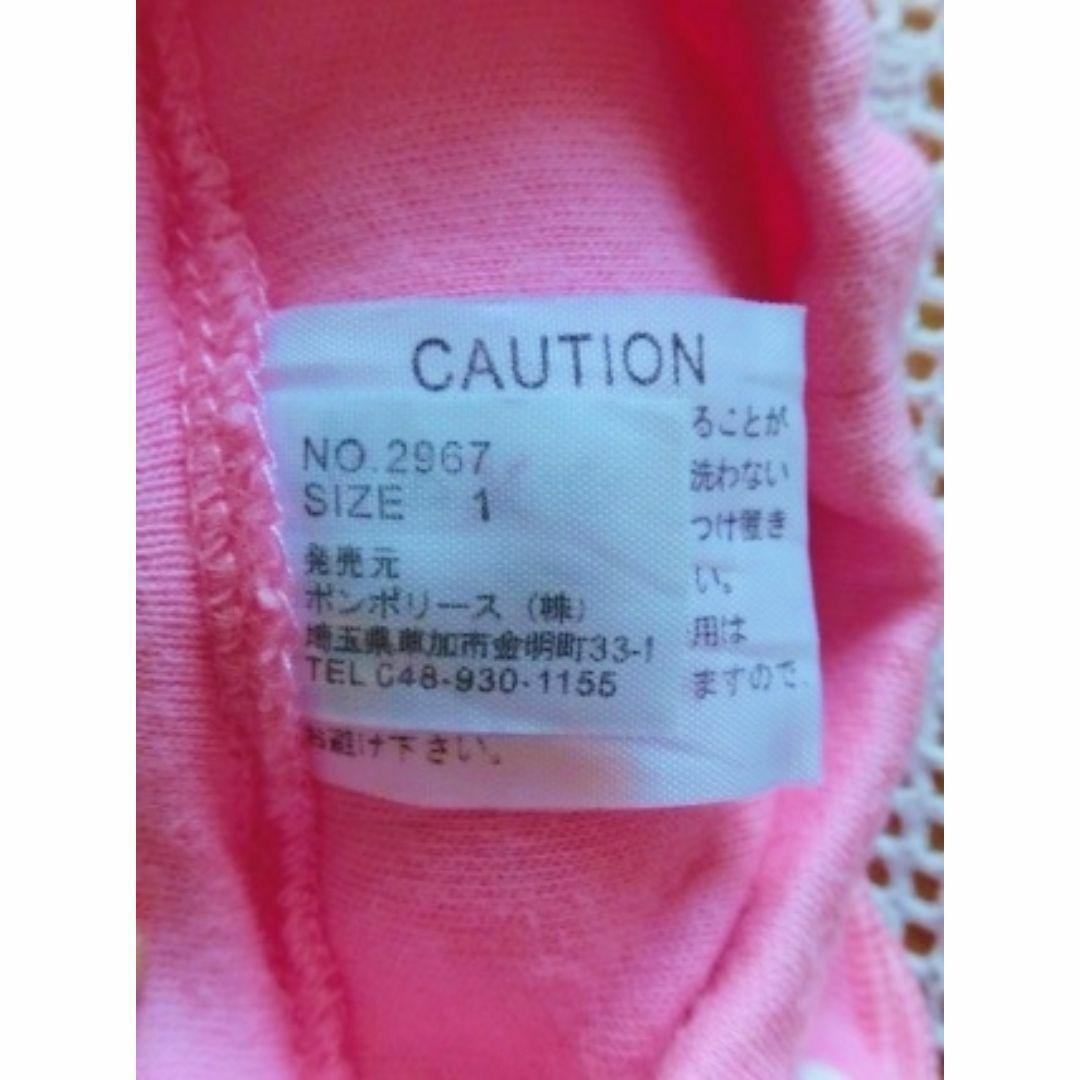 CAUTION
ることが
洗わない
つけ置き
い。
用は
ますので、
NO.2967
SIZE 1
発売元
ボンボリース(株)
埼玉県草加市金明町33-1
TEL 048-930-1155
お避け下さい。